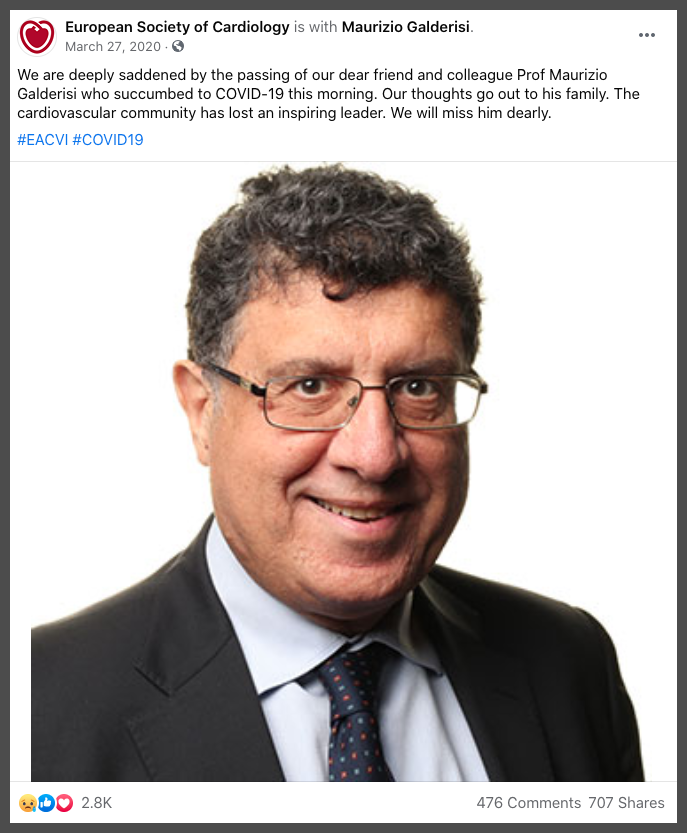 European Society of Cardiology is with Maurizio Galderisi.
March 27, 2020 ·
We are deeply saddened by the passing of our dear friend and colleague Prof Maurizio
Galderisi who succumbed to COVID-19 this morning. Our thoughts go out to his family. The
cardiovascular community has lost an inspiring leader. We will miss him dearly.
#EACVI #COVID19
2.8K 476 Comments 707 Shares